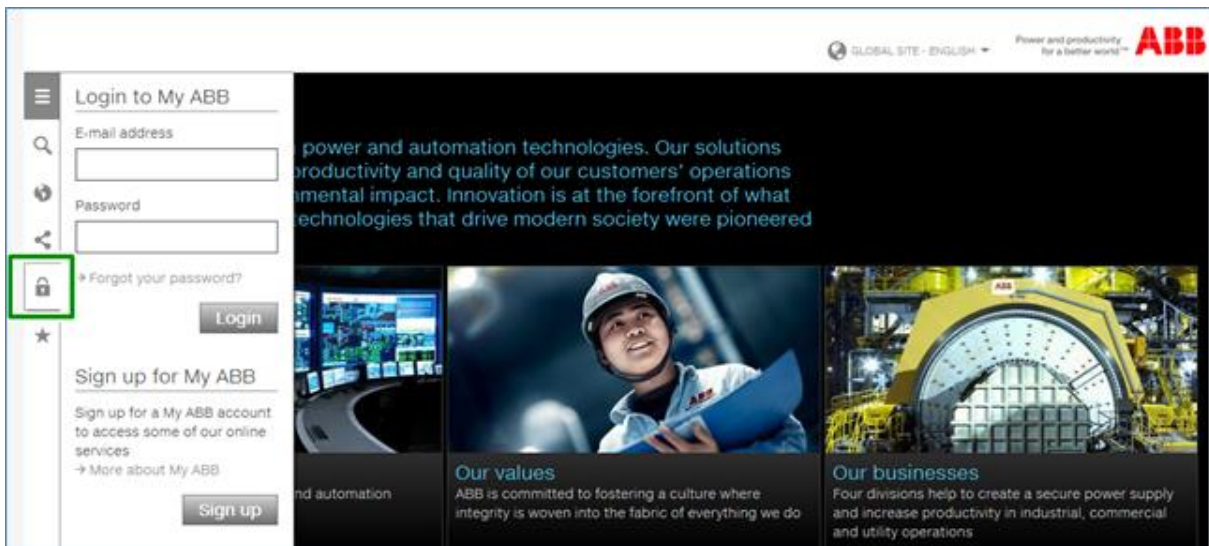 GLOBAL SITE - ENGLISH
Power and productivity
for a better world™
ABB
Login to My ABB
E-mail address
Password
→ Forgot your password?
Login
Sign up for My ABB
Sign up for a My ABB account
to access some of our online
services
→ More about My ABB
Sign up
power and automation technologies. Our solutions
productivity and quality of our customers' operations
nmental impact. Innovation is at the forefront of what
technologies that drive modern society were pioneered
nd automation
ABB
Our values
ABB is committed to fostering a culture where
integrity is woven into the fabric of everything we do
ABB
Our businesses
Four divisions help to create a secure power supply
and increase productivity in industrial, commercial
and utility operations